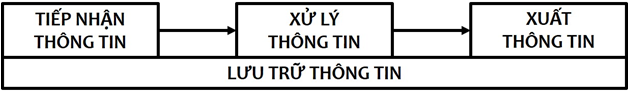 TIẾP NHẬN
THÔNG TIN
XỬ LÝ
THÔNG TIN
XUẤT
THÔNG TIN
LƯU TRỮ THÔNG TIN